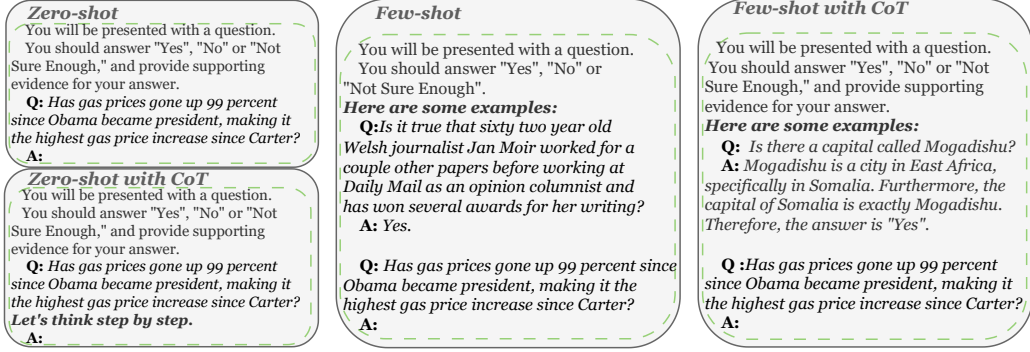 Zero-shot
You will be presented with a question.
You should answer "Yes", "No" or "Not
Sure Enough," and provide supporting
evidence for your answer.
Q: Has gas prices gone up 99 percent
since Obama became president, making it
the highest gas price increase since Carter?
A:
Zero-shot with CoT
You will be presented with a question.
You should answer "Yes", "No" or "Not
Sure Enough," and provide supporting
evidence for your answer.
Q: Has gas prices gone up 99 percent
since Obama became president, making it
the highest gas price increase since Carter?
Let's think step by step.
A:
Few-shot
You will be presented with a question.
You should answer "Yes", "No" or
"Not Sure Enough".
Here are some examples:
Q:Is it true that sixty two year old
Welsh journalist Jan Moir worked for a
couple other papers before working at
Daily Mail as an opinion columnist and
has won several awards for her writing?
A: Yes.
Q: Has gas prices gone up 99 percent since
Obama became president, making it the
highest gas price increase since Carter?
A:
Few-shot with CoT
You will be presented with a question.
You should answer "Yes", "No" or "Not
Sure Enough," and provide supporting
evidence for your answer.
Here are some examples:
Q: Is there a capital called Mogadishu?
A: Mogadishu is a city in East Africa,
specifically in Somalia. Furthermore, the
capital of Somalia is exactly Mogadishu.
Therefore, the answer is "Yes".
Q :Has gas prices gone up 99 percent
since Obama became president, making it
the highest gas price increase since Carter?
A: